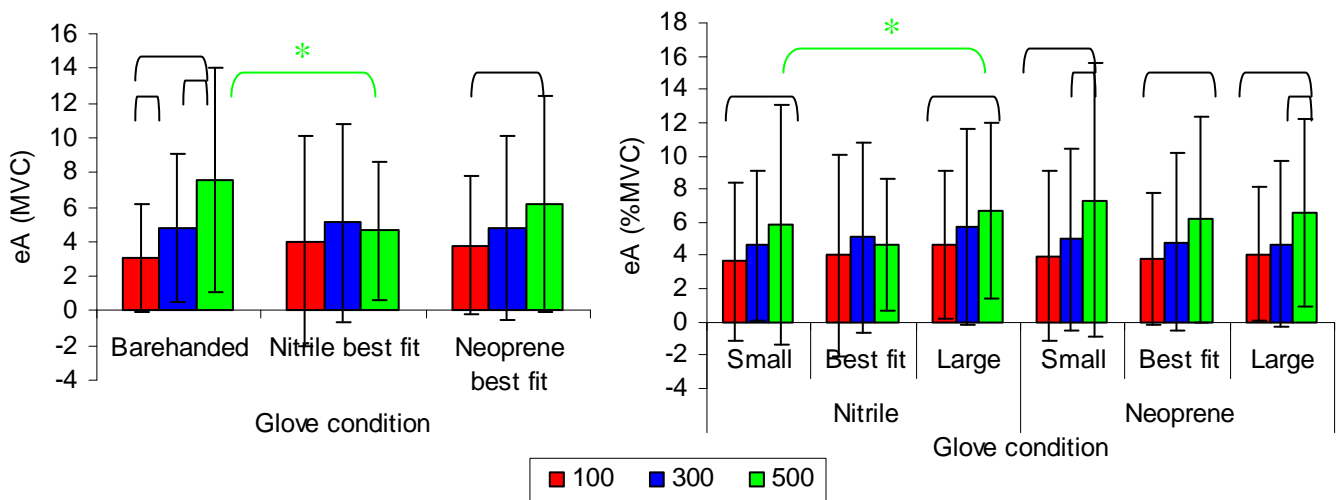 16
14
12
10
8
6
4
2
0
-2
-4
eA (MVC)
Barehanded Nitrile best fit Neoprene
best fit
Glove condition
*
18
16
14
12
10
8
6
4
2
0
-2
-4
eA (%MVC)
*
Small Best fit Large Small Best fit Large
Nitrile Neoprene
Glove condition
100 300 500